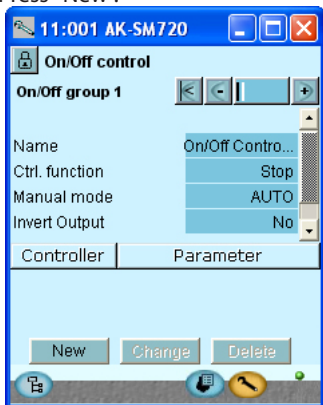 Press "New".
11:001 AK-SM720
On/Off control
On/Off group 1
Name On/Off Contro...
Ctrl. function Stop
Manual mode AUTO
Invert Output No
Controller Parameter
New Change Delete